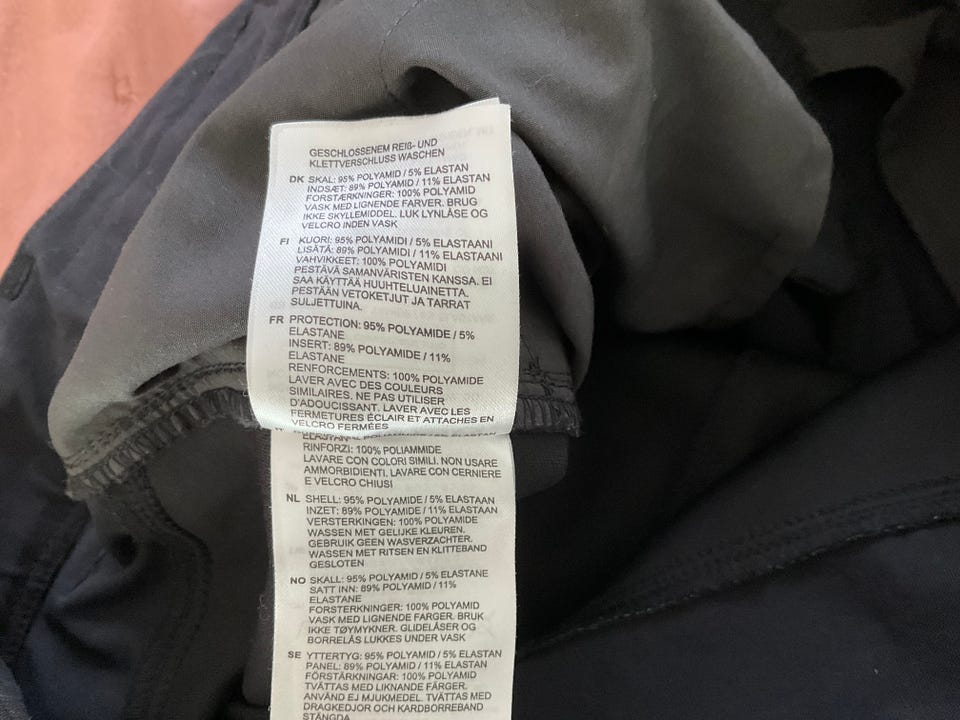 GESCHLOSSENEM REIß- UND
KLETTVERSCHLUSS WASCHEN
DK SKAL: 95% POLYAMID / 5% ELASTAN
INDSÆT: 89% POLYAMID / 11% ELASTAN
FORSTÆRKNINGER: 100% POLYAMID
VASK MED LIGNENDE FARVER. BRUG
IKKE SKYLLEMIDDEL. LUK LYNLÅSE OG
VELCRO INDEN VASK
FI KUORI: 95% POLYAMIDI / 5% ELASTAANI
LISÄTÄ: 89% POLYAMIDI / 11% ELASTAANI
VAHVIKKEET: 100% POLYAMIDI
PESTÄVÄ SAMANVÄRISTEN KANSSA. EI
SAA KÄYTTÄÄ HUUHTELUAINETTA.
PESTÄÄN VETOKETJUT JA TARRAT
SULJETTUINA.
FR PROTECTION: 95% POLYAMIDE / 5%
ELASTANE
INSERT: 89% POLYAMIDE / 11%
ELASTANE
RENFORCEMENTS: 100% POLYAMIDE
LAVER AVEC DES COULEURS
SIMILAIRES. NE PAS UTILISER
D'ADOUCISSANT. LAVER AVEC LES
FERMETURES ÉCLAIR ET ATTACHES EN
VELCRO FERMÉES
RINFORZI: 100% POLIAMMIDE
LAVARE CON COLORI SIMILI. NON USARE
AMMORBIDIENTI. LAVARE CON CERNIERE
E VELCRO CHIUSI
NL SHELL: 95% POLYAMIDE / 5% ELASTAAN
INZET: 89% POLYAMIDE / 11% ELASTAAN
VERSTERKINGEN: 100% POLYAMIDE
WASSEN MET GELIJKE KLEUREN.
GEBRUIK GEEN WASVERZACHTER.
WASSEN MET RITSEN EN KLITTEBAND
GESLOTEN
NO SKALL: 95% POLYAMID / 5% ELASTANE
SATT INN: 89% POLYAMID / 11%
ELASTANE
FORSTERKNINGER: 100% POLYAMID
VASK MED LIGNENDE FARGER. BRUK
IKKE TØYMYKNER. GLIDELÅSER OG
BORRELÅS LUKKES UNDER VASK
SE YTTERTYG: 95% POLYAMID / 5% ELASTAN
PANEL: 89% POLYAMID / 11% ELASTAN
FÖRSTÄRKNINGAR: 100% POLYAMID
TVÄTTAS MED LIKNANDE FÄRGER.
ANVÄND EJ MJUKMEDEL. TVÄTTAS MED
DRAGKEDJOR OCH KARDBORREBAND
STÄNGDA